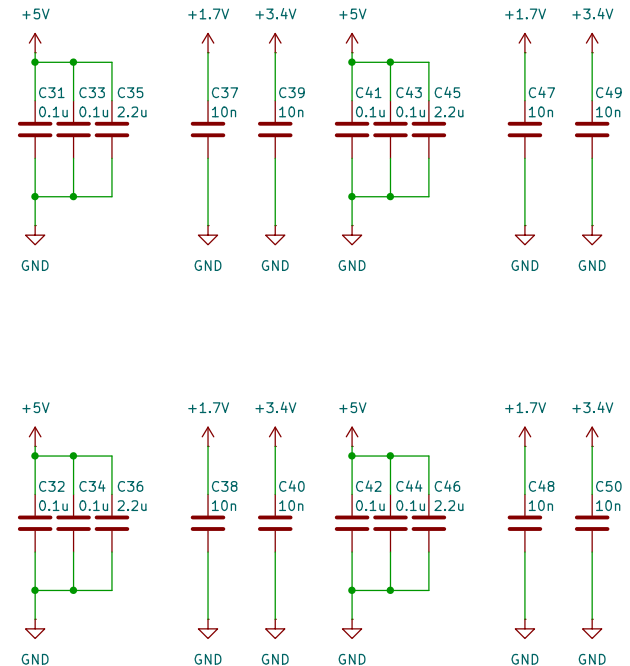 +5V +1.7V +3.4V +5V +1.7V +3.4V
C31 C33 C35 C37 C39 C41 C43 C45 C47 C49
0.1u 0.1u 2.2u 10n 10n 0.1u 0.1u 2.2u 10n 10n
GND GND GND GND GND GND
+5V +1.7V +3.4V +5V +1.7V +3.4V
C32 C34 C36 C38 C40 C42 C44 C46 C48 C50
0.1u 0.1u 2.2u 10n 10n 0.1u 0.1u 2.2u 10n 10n
GND GND GND GND GND GND